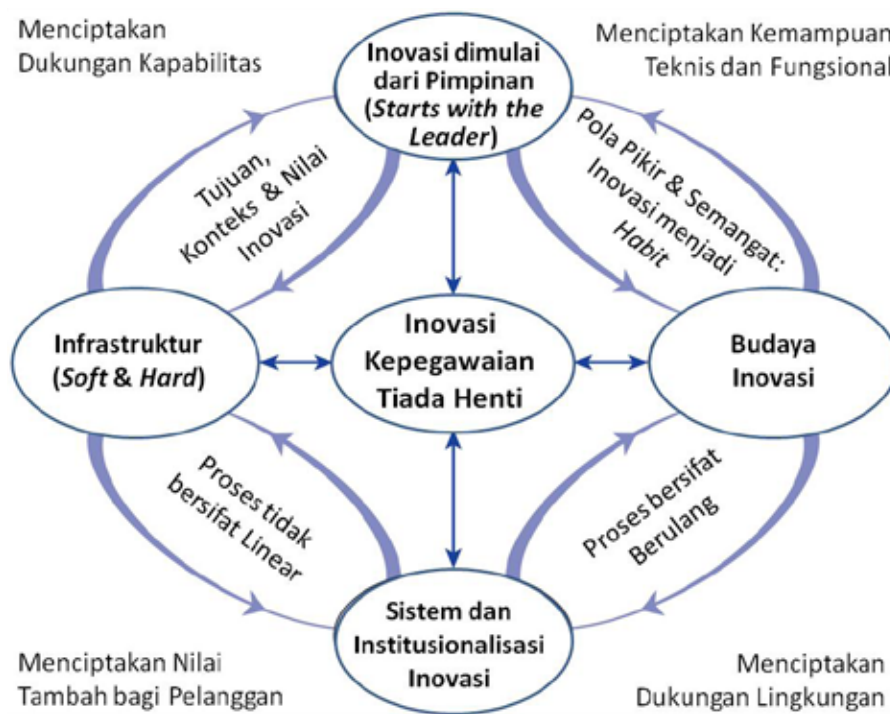 Menciptakan
Dukungan Kapabilitas
Inovasi dimulai
dari Pimpinan
(Starts with the
Leader)
Menciptakan Kemampuan
Teknis dan Fungsional
Tujuan,
Konteks & Nilai
Inovasi
Pola Pikir & Semangat:
Inovasi menjadi
Habit
Infrastruktur
(Soft & Hard)
Inovasi
Kepegawaian
Tiada Henti
Budaya
Inovasi
Proses tidak
bersifat Linear
Proses bersifat
Berulang
Sistem dan
Institusionalisasi
Inovasi
Menciptakan Nilai
Tambah bagi Pelanggan
Menciptakan
Dukungan Lingkungan